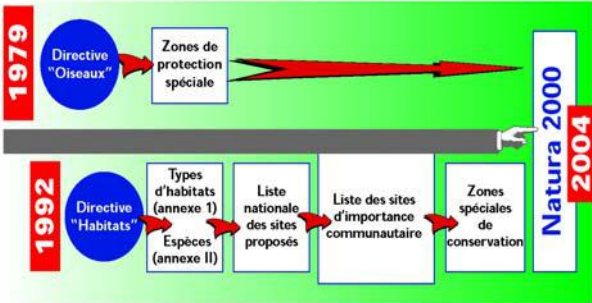 1979
Directive
"Oiseaux"
Zones de
protection
spéciale
1992
Directive
"Habitats"
Types
d'habitats
(annexe 1)
Espèces
(annexe II)
Liste
nationale
des sites
proposés
Liste des sites
d'importance
communautaire
Zones
spéciales
de
conservation
Natura 2000
2004